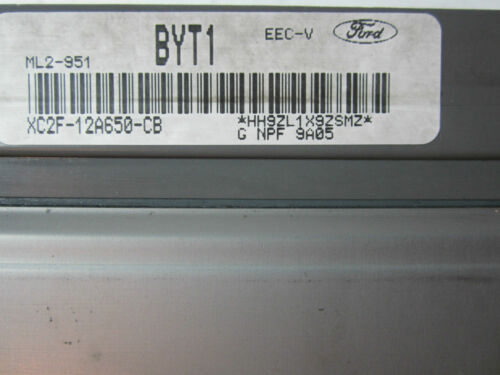 BYT1
EEC-V
Ford
ML2-951
XC2F-12A650-CB
*HH9ZL1X9ZSMZ*
G NPF 9A05